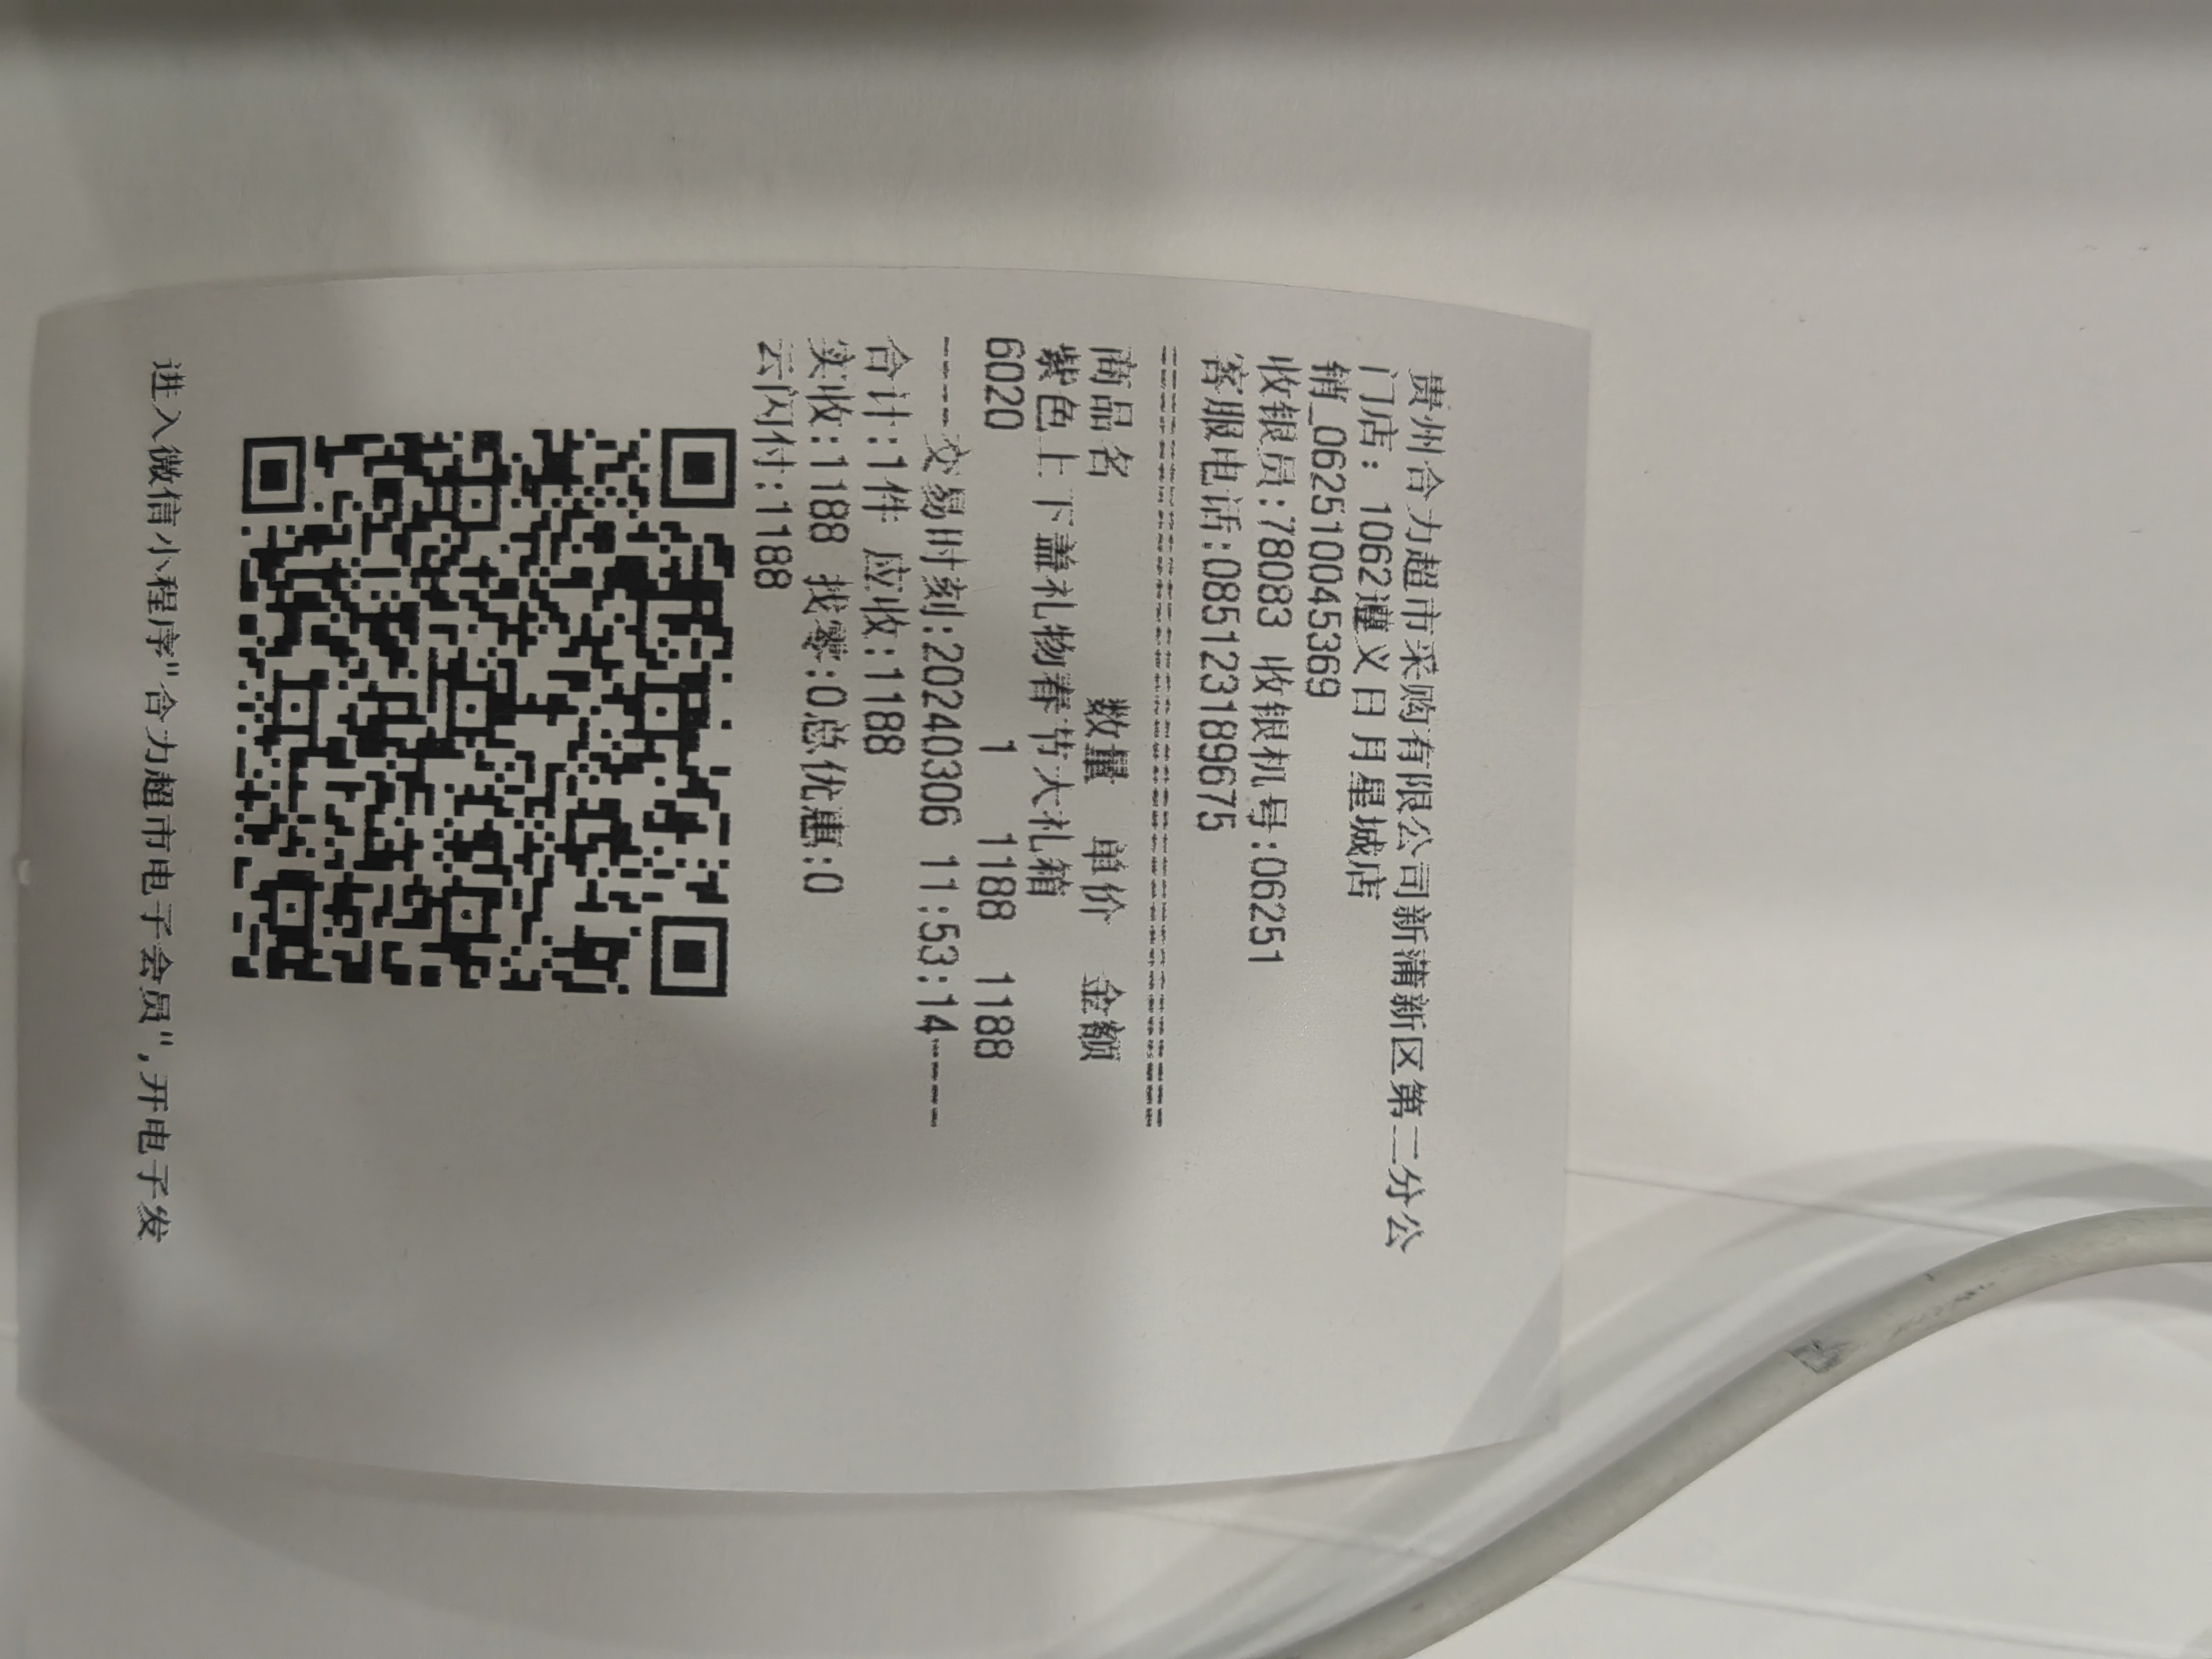 贵州合力超市采购有限公司新蒲新区第二分公
门店: 1062遵义日月星城店
销_0625100045369
收银员:78083 收银机号:06251
客服电话:085123189675
商品名 数量 单价 金额
紫色上下盖礼物春节大礼箱
6020 1 1188 1188
----交易时刻:202240306 11:53:14----
合计:1件 应收:1188
实收:1188 找零:0总优惠:0
云闪付:1188
进入微信小程序"合力超市电子会员",开电子发